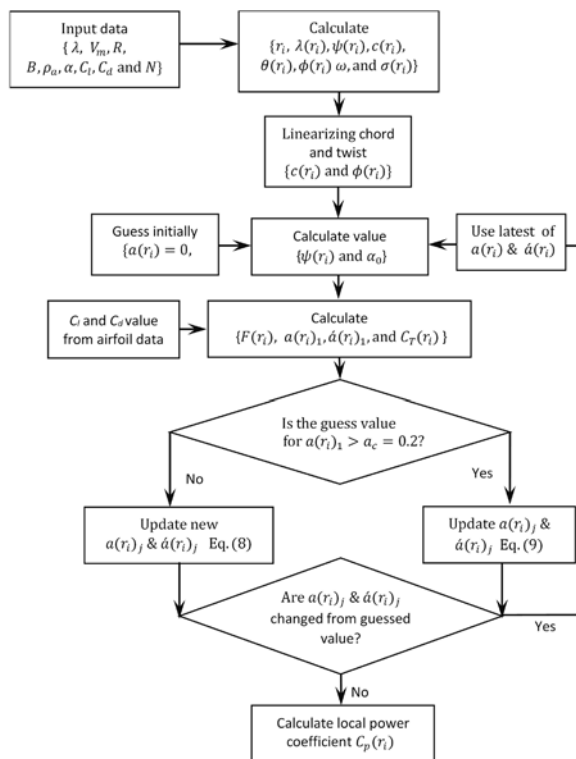 Input data
{ λ, V_m, R,
B, ρ_a, α, C_l, C_d and N}
Calculate
{r_i, λ(r_i), ψ(r_i), c(r_i),
θ(r_i), ϕ(r_i) ω, and σ(r_i)}
Linearizing chord
and twist
{c(r_i) and ϕ(r_i)}
Guess initially
{a(r_i) = 0,
Calculate value
{ψ(r_i) and α_0}
Use latest of
a(r_i) & á(r_i)
C_l and C_d value
from airfoil data
Calculate
{F(r_i), a(r_i)_1, á(r_i)_1, and C_T(r_i) }
Is the guess value
for a(r_i)_1 > a_c = 0.2?
No
Yes
Update new
a(r_i)_j & á(r_i)_j Eq. (8)
Update a(r_i)_j &
á(r_i)_j Eq. (9)
Are a(r_i)_j & á(r_i)_j
changed from guessed
value?
Yes
No
Calculate local power
coefficient C_p(r_i)